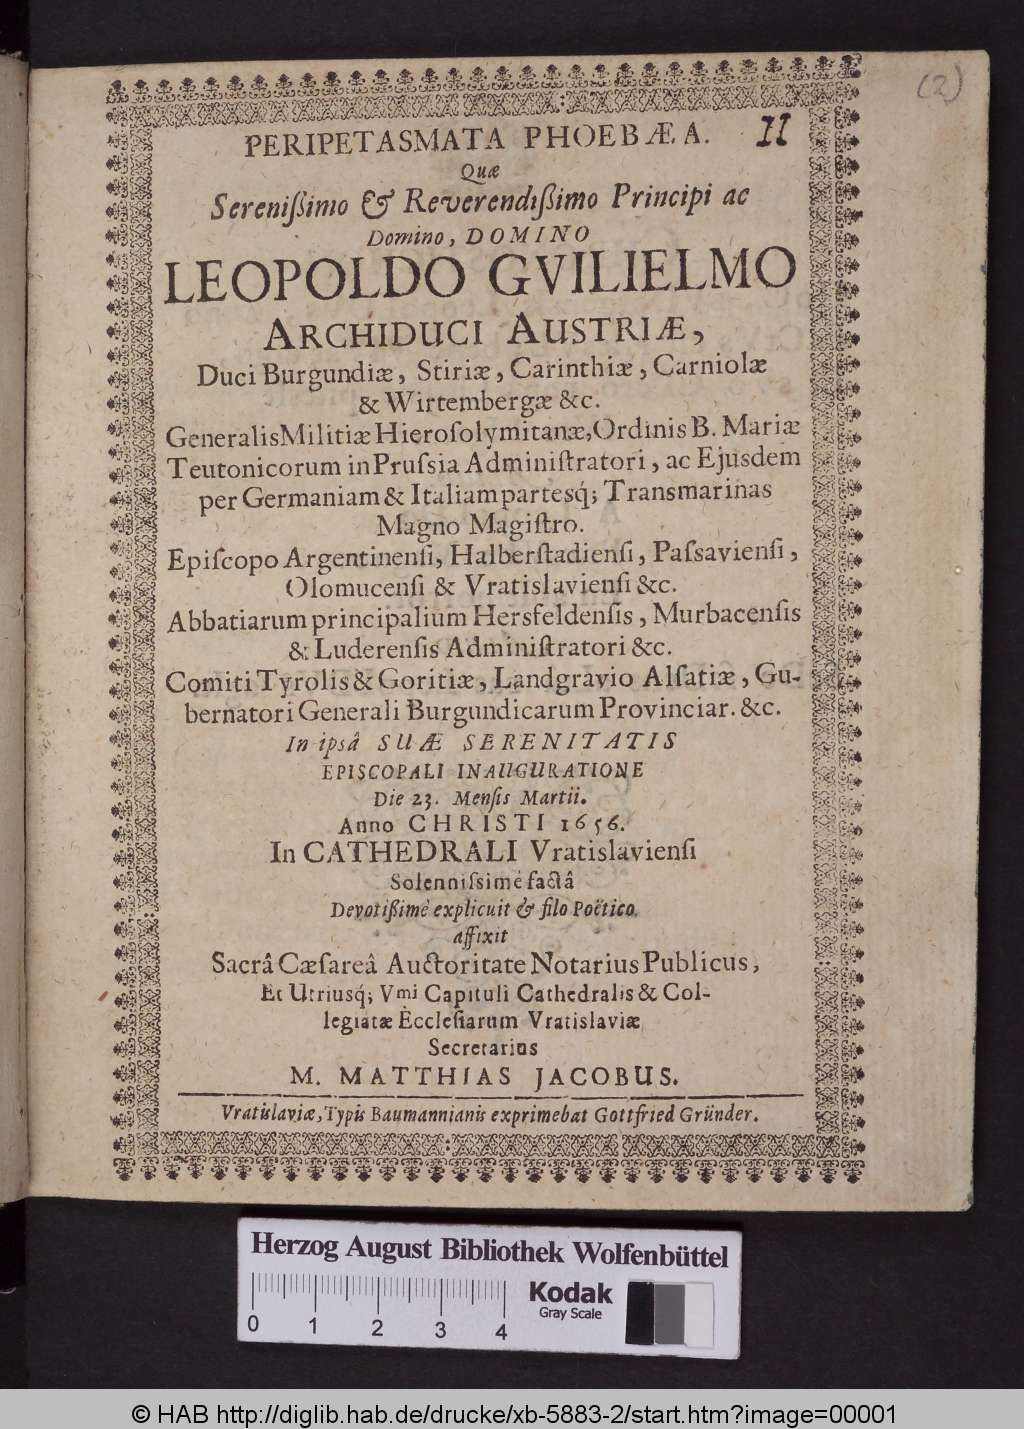 (2)
II
PERIPETASMATA PHOEBÆA.
Quæ
Sereniſsimo & Reverendiſsimo Principi ac
Domino, DOMINO
LEOPOLDO GVILIELMO
ARCHIDUCI AUSTRIÆ,
Duci Burgundiæ, Stiriæ, Carinthiæ, Carniolæ
& Wirtembergæ &c.
Generalis Militiæ Hieroſolymitanæ, Ordinis B. Mariæ
Teutonicorum in Pruſsia Adminiſtratori, ac Ejusdem
per Germaniam & Italiam partesq́; Transmarinas
Magno Magiſtro.
Epiſcopo Argentinenſi, Halberſtadienſi, Paſsavienſi,
Olomucenſi & Vratislavienſi &c.
Abbatiarum principalium Hersfeldenſis, Murbacenſis
& Luderenſis Adminiſtratori &c.
Comiti Tyrolis & Goritiæ, Landgravio Alſatiæ, Gu-
bernatori Generali Burgundicarum Provinciar. &c.
In ipsâ SUÆ SERENITATIS
EPISCOPALI INAUGURATIONE
Die 23. Menſis Martii.
Anno CHRISTI 1656.
In CATHEDRALI Vratislavienſi
Solenniſsimè factâ
Devotiſsimè explicuit & filo Poëtico
affixit
Sacrâ Cæſareâ Auctoritate Notarius Publicus,
Et Utriusq́; Vmi Capituli Cathedralis & Col-
legiatæ Eccleſiarum Vratislaviæ
Secretarius
M. MATTHIAS JACOBUS.
Vratislaviæ, Typis Baumannianis exprimebat Gottfried Gründer.
Herzog August Bibliothek Wolfenbüttel
Kodak
Gray Scale
0 1 2 3 4
© HAB http://diglib.hab.de/drucke/xb-5883-2/start.htm?image=00001